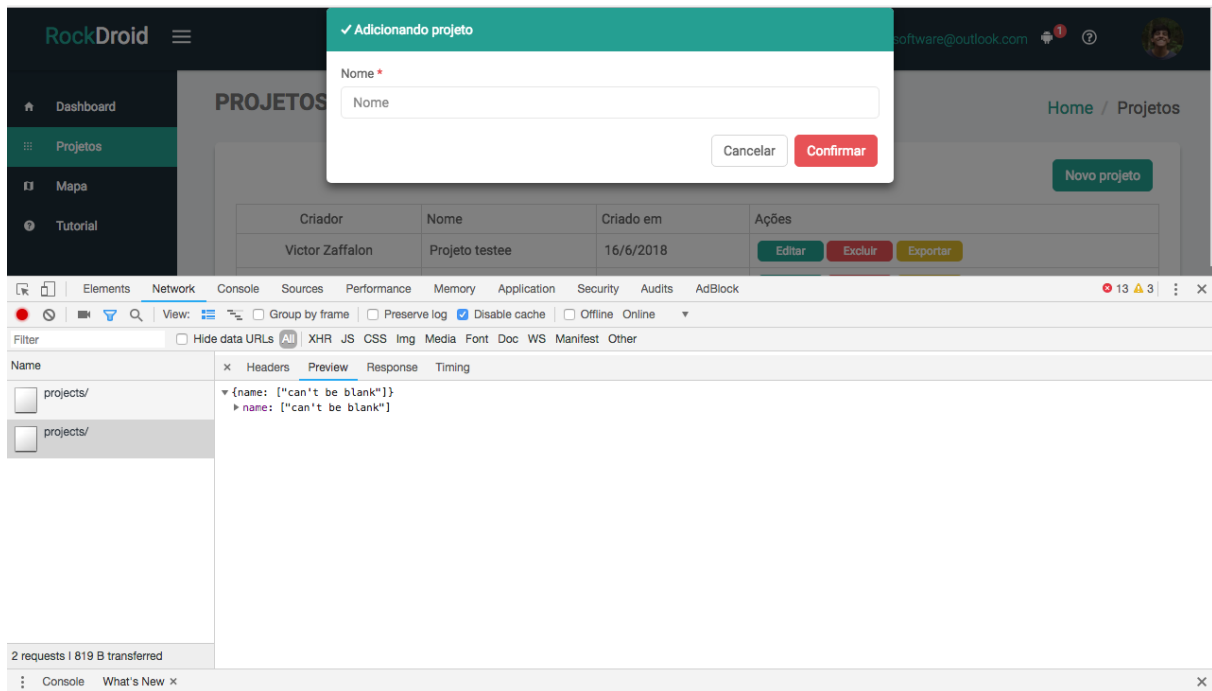 RockDroid
✔ Adicionando projeto
software@outlook.com
1
Nome *
Nome
Cancelar Confirmar
Dashboard
Projetos
Mapa
Tutorial
PROJETOS
Home / Projetos
Novo projeto
Criador Nome Criado em Ações
Victor Zaffalon Projeto testee 16/6/2018 Editar Excluir Exportar
Elements Network Console Sources Performance Memory Application Security Audits AdBlock 13 3
View: Group by frame Preserve log Disable cache Offline Online
Filter Hide data URLs All XHR JS CSS Img Media Font Doc WS Manifest Other
Name
× Headers Preview Response Timing
projects/
projects/
▼{name: ["can't be blank"]}
▶name: ["can't be blank"]
2 requests | 819 B transferred
Console What's New ×